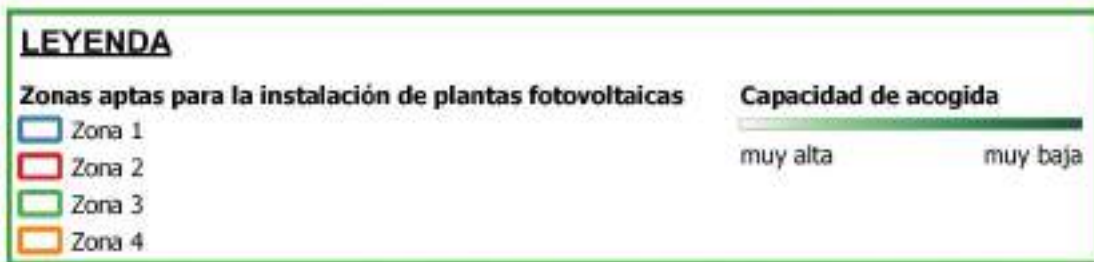 LEYENDA
Zonas aptas para la instalación de plantas fotovoltaicas
Zona 1
Zona 2
Zona 3
Zona 4
Capacidad de acogida
muy alta muy baja